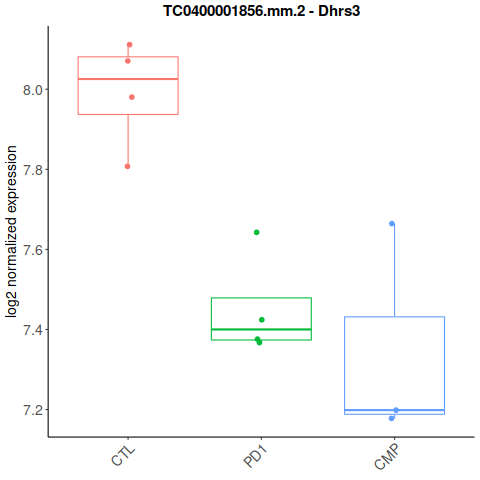 TC0400001856.mm.2 - Dhrs3
log2 normalized expression
8.0
7.8
7.6
7.4
7.2
CTL
PD1
CMP